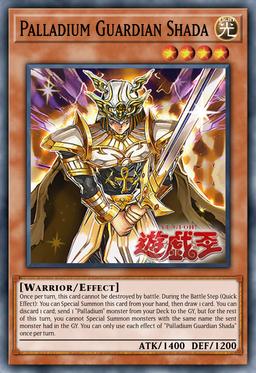 PALLADIUM GUARDIAN SHADA
光
遊戯王
[WARRIOR/EFFECT]
Once per turn, this card cannot be destroyed by battle. During the Battle Step (Quick
Effect): You can Special Summon this card from your hand, then draw 1 card. You can
discard 1 card; send 1 "Palladium" monster from your Deck to the GY, but for the rest
of this turn, you cannot Special Summon monsters with the same name the sent
monster had in the GY. You can only use each effect of "Palladium Guardian Shada"
once per turn.
ATK/1400 DEF/1200